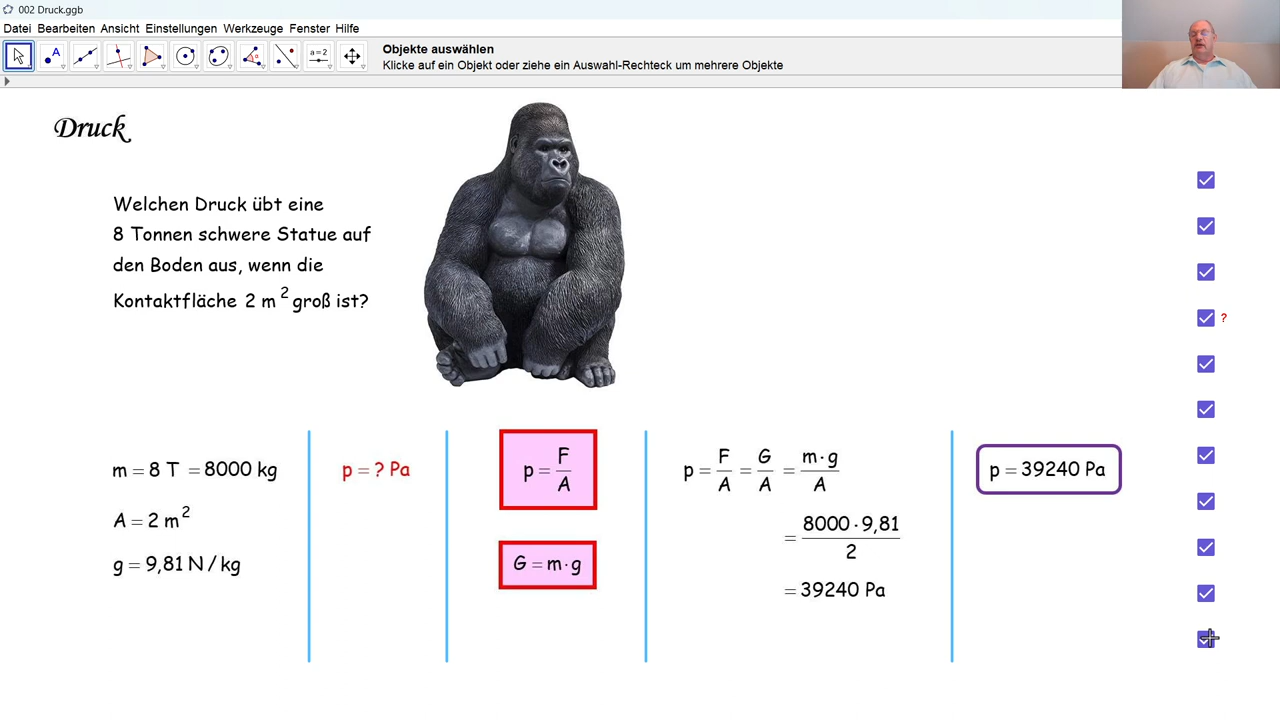 002 Druck.ggb
Datei Bearbeiten Ansicht Einstellungen Werkzeuge Fenster Hilfe
A
a=2
Objekte auswählen
Klicke auf ein Objekt oder ziehe ein Auswahl-Rechteck um mehrere Objekte
Druck
Welchen Druck übt eine
8 Tonnen schwere Statue auf
den Boden aus, wenn die
Kontaktfläche 2 m² groß ist?
?
m = 8 T = 8000 kg
A = 2 m²
g = 9,81 N / kg
p = ? Pa
p = F/A
G = m·g
p = F/A = G/A = m·g/A
= 8000·9,81/2
= 39240 Pa
p = 39240 Pa